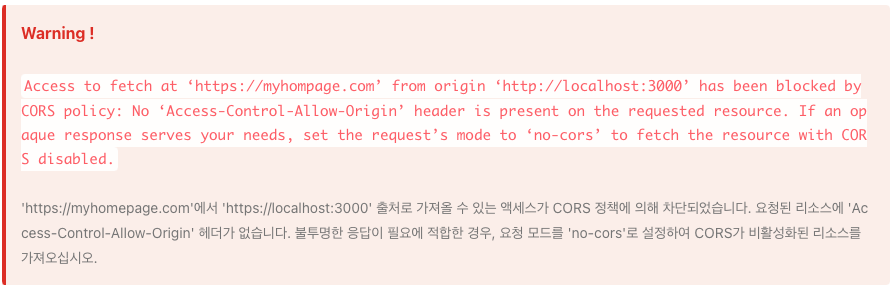 Warning !
Access to fetch at ‘https://myhompage.com’ from origin ‘http://localhost:3000’ has been blocked by
CORS policy: No ‘Access-Control-Allow-Origin’ header is present on the requested resource. If an op
aque response serves your needs, set the request’s mode to ‘no-cors’ to fetch the resource with COR
S disabled.
'https://myhomepage.com'에서 'https://localhost:3000' 출처로 가져올 수 있는 액세스가 CORS 정책에 의해 차단되었습니다. 요청된 리소스에 'Ac
cess-Control-Allow-Origin' 헤더가 없습니다. 불투명한 응답이 필요에 적합한 경우, 요청 모드를 'no-cors'로 설정하여 CORS가 비활성화된 리소스를
가져오십시오.